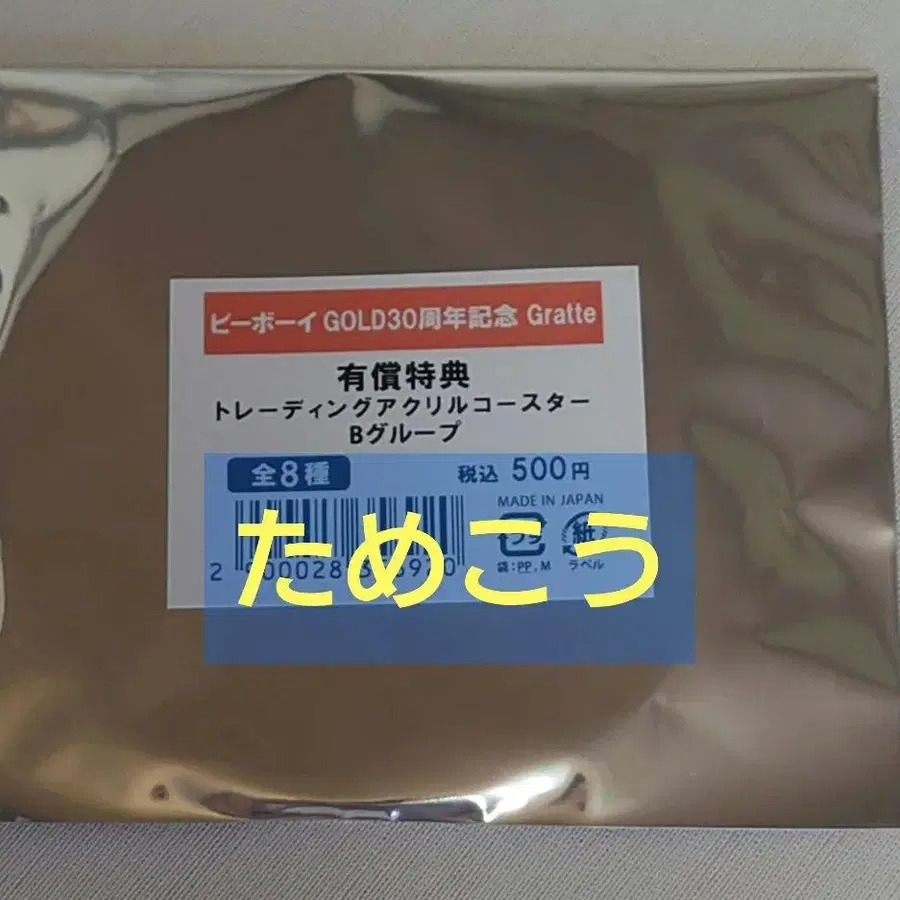 ビーボーイGOLD30周年記念 Gratte
有償特典
トレーディングアクリルコースター
Bグループ
全8種
税込 500円
MADE IN JAPAN
ためこう
プラ
紙
袋:PP,M
ラベル